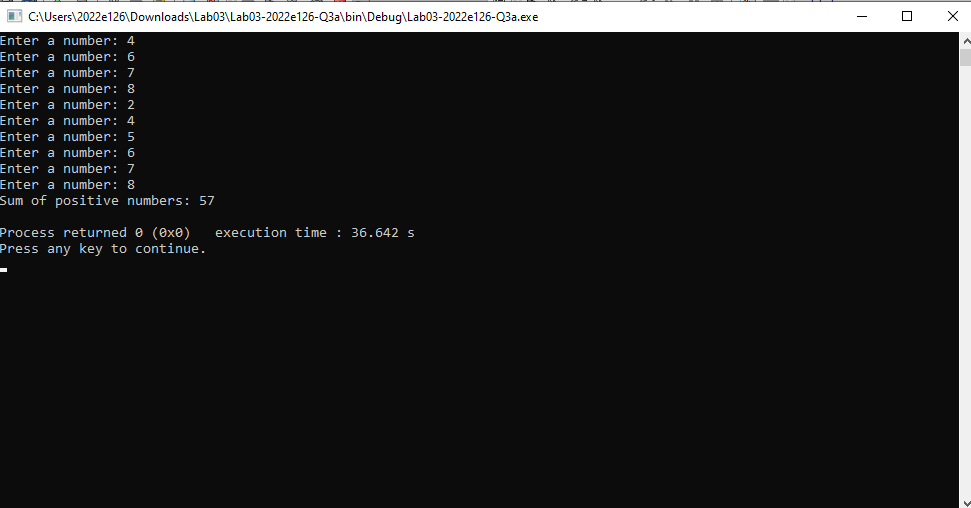 C:\Users\2022e126\Downloads\Lab03\Lab03-2022e126-Q3a\bin\Debug\Lab03-2022e126-Q3a.exe
Enter a number: 4
Enter a number: 6
Enter a number: 7
Enter a number: 8
Enter a number: 2
Enter a number: 4
Enter a number: 5
Enter a number: 6
Enter a number: 7
Enter a number: 8
Sum of positive numbers: 57
Process returned 0 (0x0)   execution time : 36.642 s
Press any key to continue.